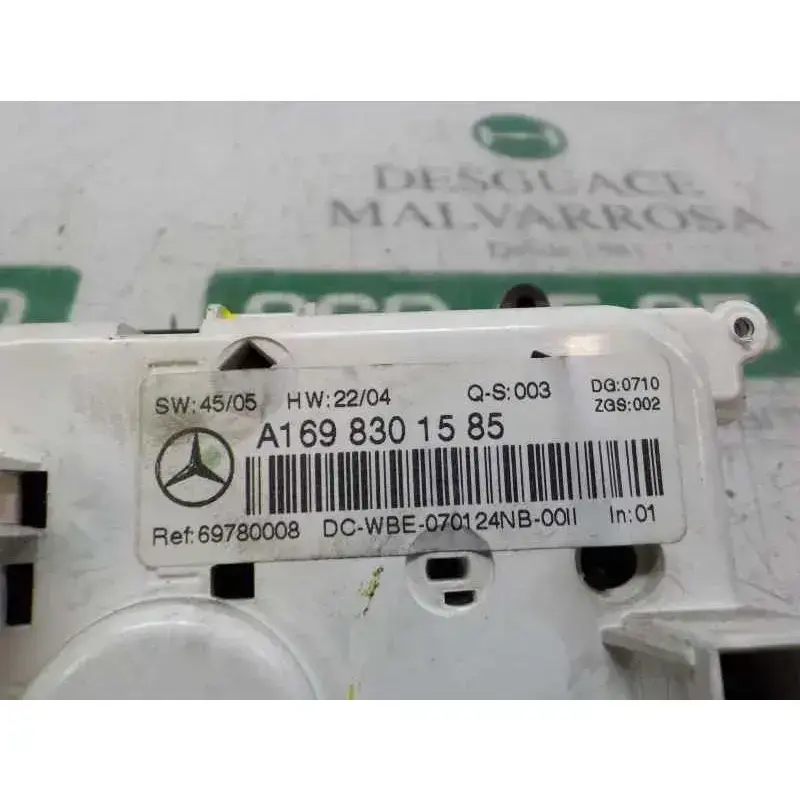 DESGUACE
MALVARROSA
SW:45/05 HW:22/04 Q-S:003 DG:0710
ZGS:002
A169 830 15 85
Ref:69780008 DC-WBE-070124NB-00II In:01